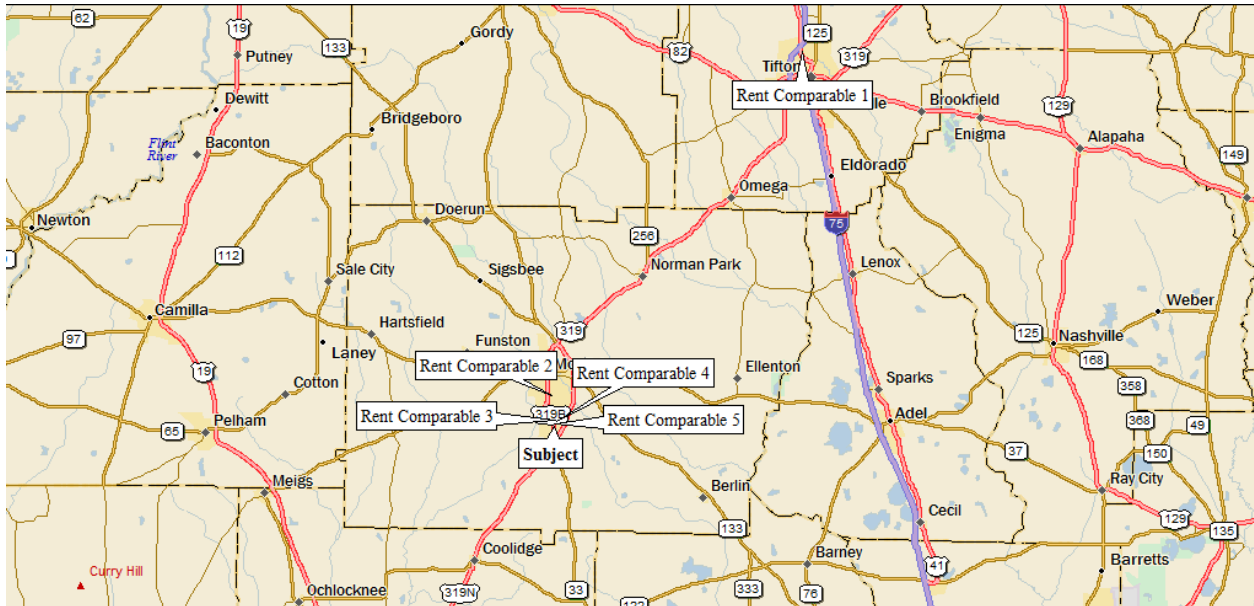 62
19
Putney
133
Gordy
82
125
319
Tifton
Rent Comparable 1
Dewitt
Bridgeboro
Flint
River
Baconton
Brookfield
Enigma
129
Alapaha
149
Eldorado
Omega
Newton
Doerun
256
75
112
Sale City
Sigsbee
Norman Park
Lenox
Camilla
Weber
97
Hartsfield
319
125
Nashville
Laney
Funston
168
Rent Comparable 2
Rent Comparable 4
Ellenton
358
19
Cotton
Sparks
Rent Comparable 3
319B
Rent Comparable 5
Adel
368
49
65
Pelham
Subject
37
150
Meigs
Berlin
Ray City
Cecil
133
129
135
Coolidge
Barney
Barretts
Curry Hill
41
Ochlocknee
319N
33
333
76